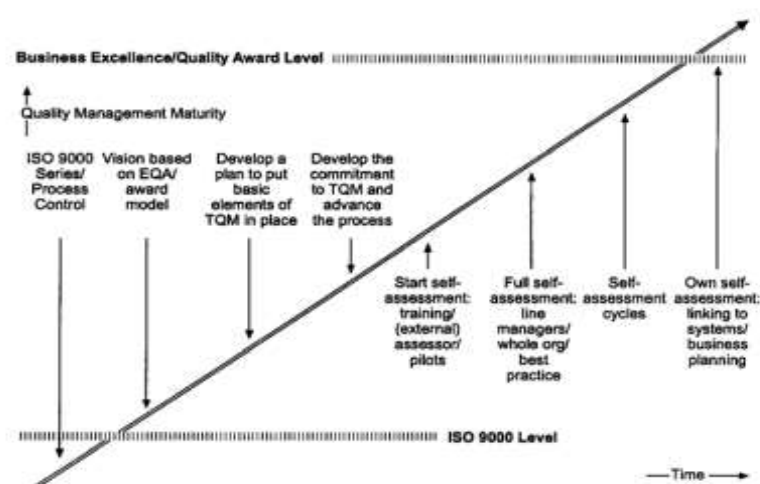 Business Excellence/Quality Award Level
Quality Management Maturity
ISO 9000
Series/
Process
Control
Vision based
on EQA/
award
model
Develop a
plan to put
basic
elements of
TQM in place
Develop the
commitment
to TQM and
advance
the process
Start self-
assessment;
training/
(external)
assessor/
pilots
Full self-
assessment;
line
managers/
whole org/
best
practice
Self-
assessment
cycles
Own self-
assessment;
linking to
systems/
business
planning
ISO 9000 Level
Time